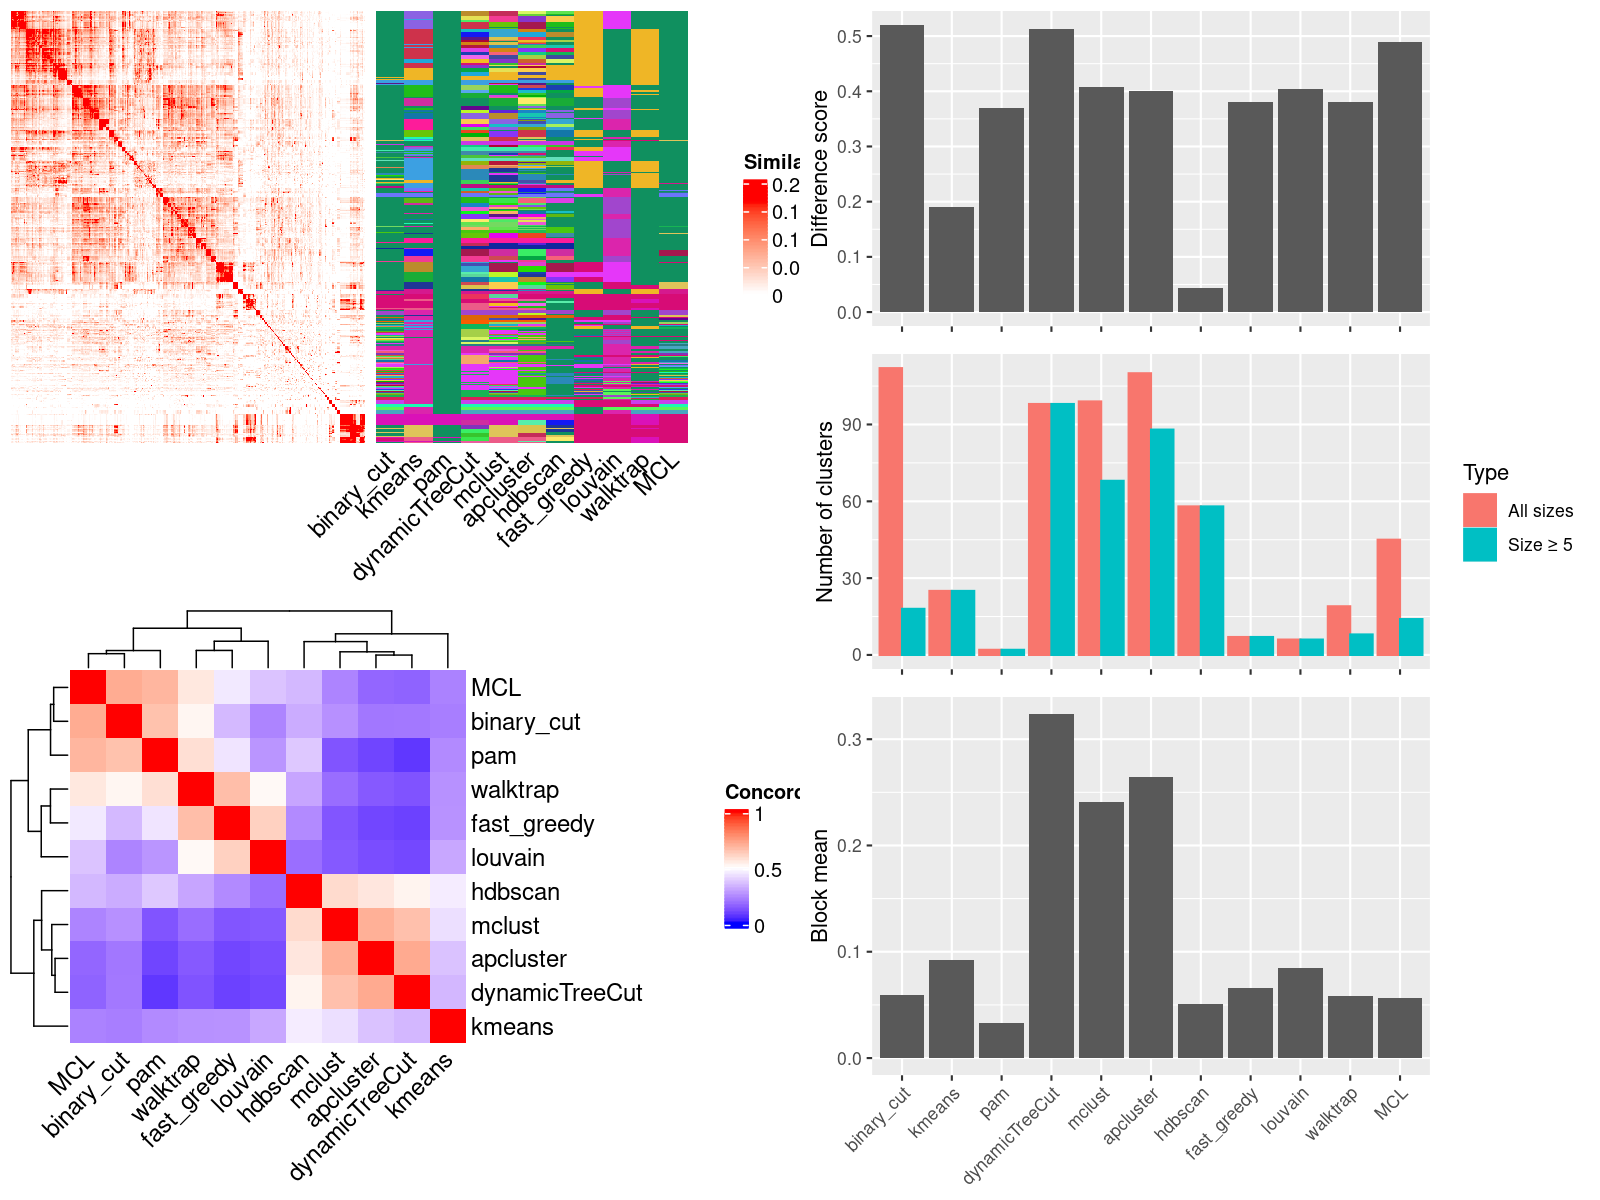 Simila
0.2
0.1
0.1
0.0
0
binary_cut
kmeans
pam
dynamicTreeCut
mclust
apcluster
hdbscan
fast_greedy
louvain
walktrap
MCL
Difference score
0.5
0.4
0.3
0.2
0.1
0.0
Number of clusters
90
60
30
0
Type
All sizes
Size ≥ 5
MCL
binary_cut
pam
walktrap
fast_greedy
louvain
hdbscan
mclust
apcluster
dynamicTreeCut
kmeans
MCL
binary_cut
pam
walktrap
fast_greedy
louvain
hdbscan
mclust
apcluster
dynamicTreeCut
kmeans
Concord
1
0.5
0
Block mean
0.3
0.2
0.1
0.0
binary_cut
kmeans
pam
dynamicTreeCut
mclust
apcluster
hdbscan
fast_greedy
louvain
walktrap
MCL